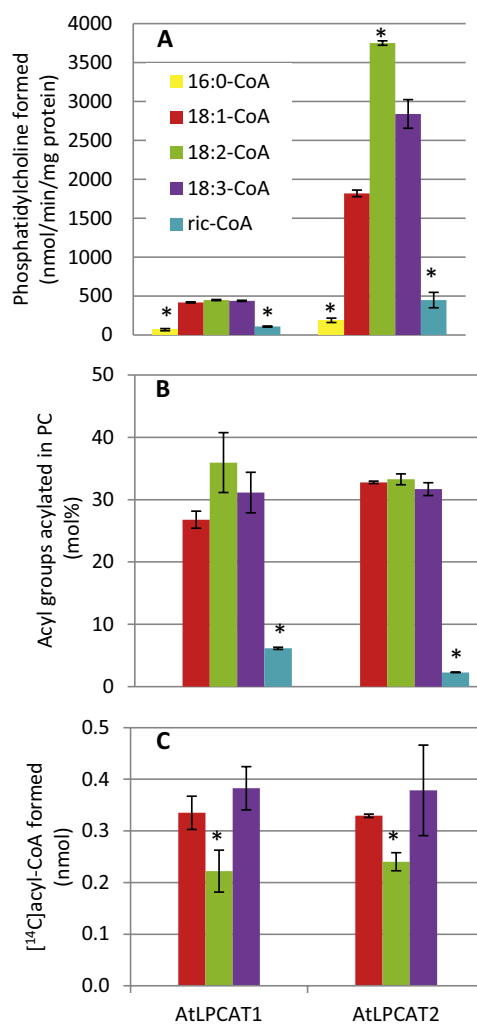 A
Phosphatidylcholine formed
(nmol/min/mg protein)
4000
3500
3000
2500
2000
1500
1000
500
0
16:0-CoA
18:1-CoA
18:2-CoA
18:3-CoA
ric-CoA
*
*
*
*
*
B
Acyl groups acylated in PC
(mol%)
50
40
30
20
10
0
*
*
C
[¹⁴C]acyl-CoA formed
(nmol)
0.5
0.4
0.3
0.2
0.1
0.0
*
*
AtLPCAT1
AtLPCAT2